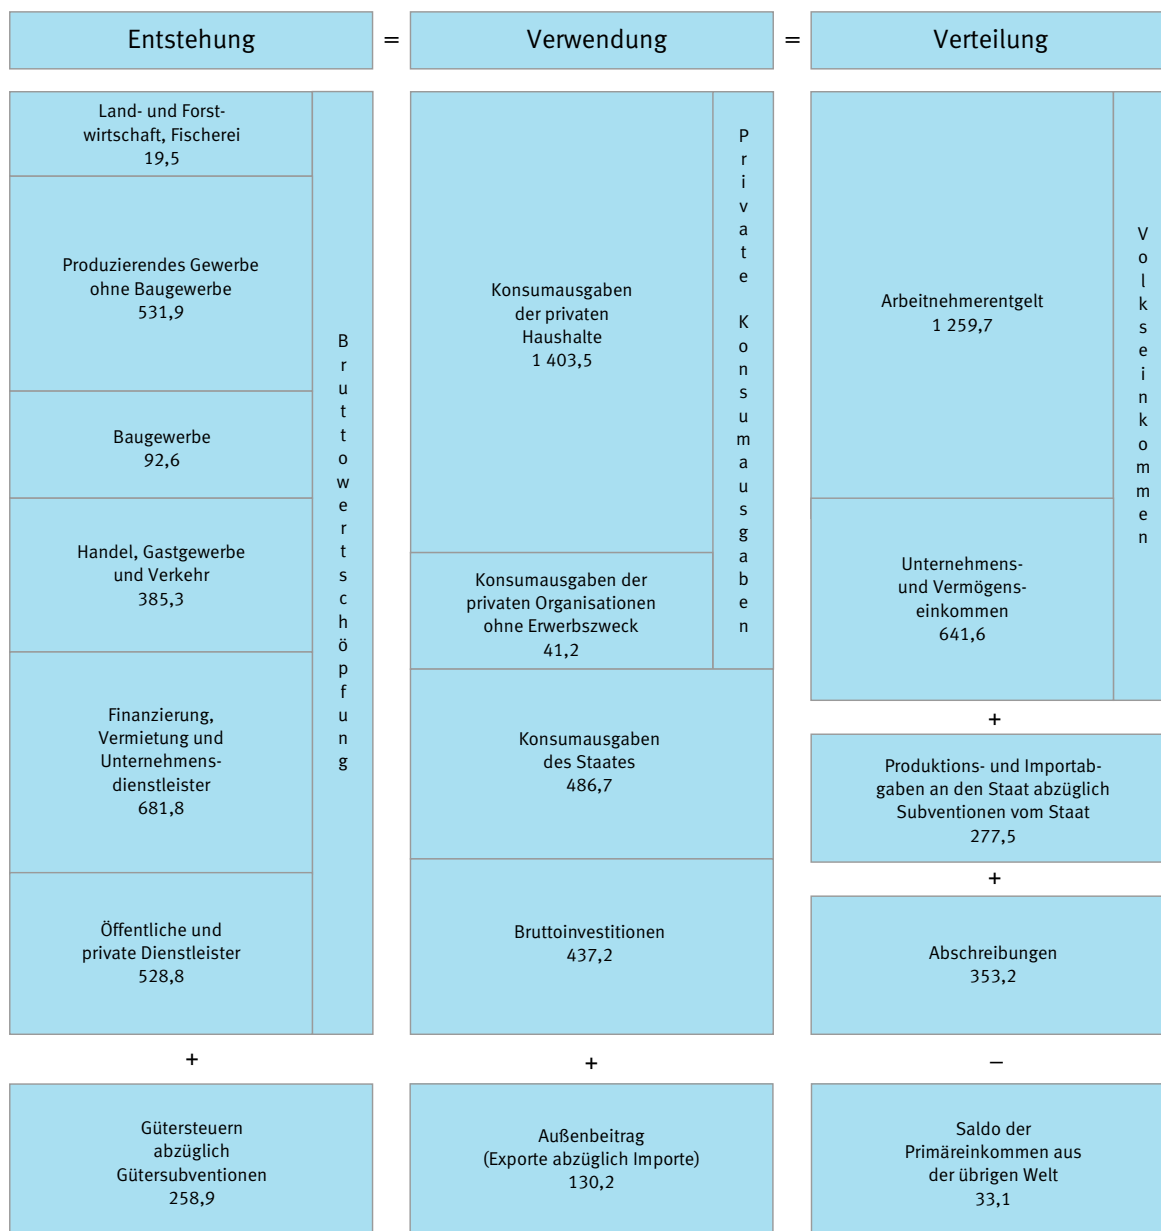 Entstehung = Verwendung = Verteilung
Land- und Forst-
wirtschaft, Fischerei
19,5
Produzierendes Gewerbe
ohne Baugewerbe
531,9
Baugewerbe
92,6
Handel, Gastgewerbe
und Verkehr
385,3
Finanzierung,
Vermietung und
Unternehmens-
dienstleister
681,8
Öffentliche und
private Dienstleister
528,8
Bruttowertschöpfung
+
Gütersteuern
abzüglich
Gütersubventionen
258,9
Konsumausgaben
der privaten
Haushalte
1 403,5
Konsumausgaben der
privaten Organisationen
ohne Erwerbszweck
41,2
Private Konsumausgaben
Konsumausgaben
des Staates
486,7
Bruttoinvestitionen
437,2
+
Außenbeitrag
(Exporte abzüglich Importe)
130,2
Arbeitnehmerentgelt
1 259,7
Unternehmens-
und Vermögens-
einkommen
641,6
Volkseinkommen
+
Produktions- und Importab-
gaben an den Staat abzüglich
Subventionen vom Staat
277,5
+
Abschreibungen
353,2
–
Saldo der
Primäreinkommen aus
der übrigen Welt
33,1